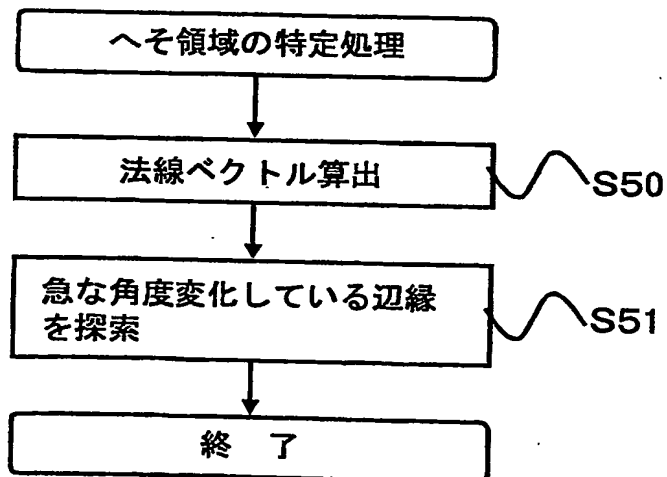 へそ領域の特定処理
法線ベクトル算出
S50
急な角度変化している辺縁
を探索
S51
終 了